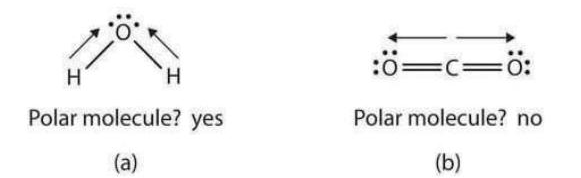 O
H H
:O=C=O:
Polar molecule? yes
Polar molecule? no
(a)
(b)